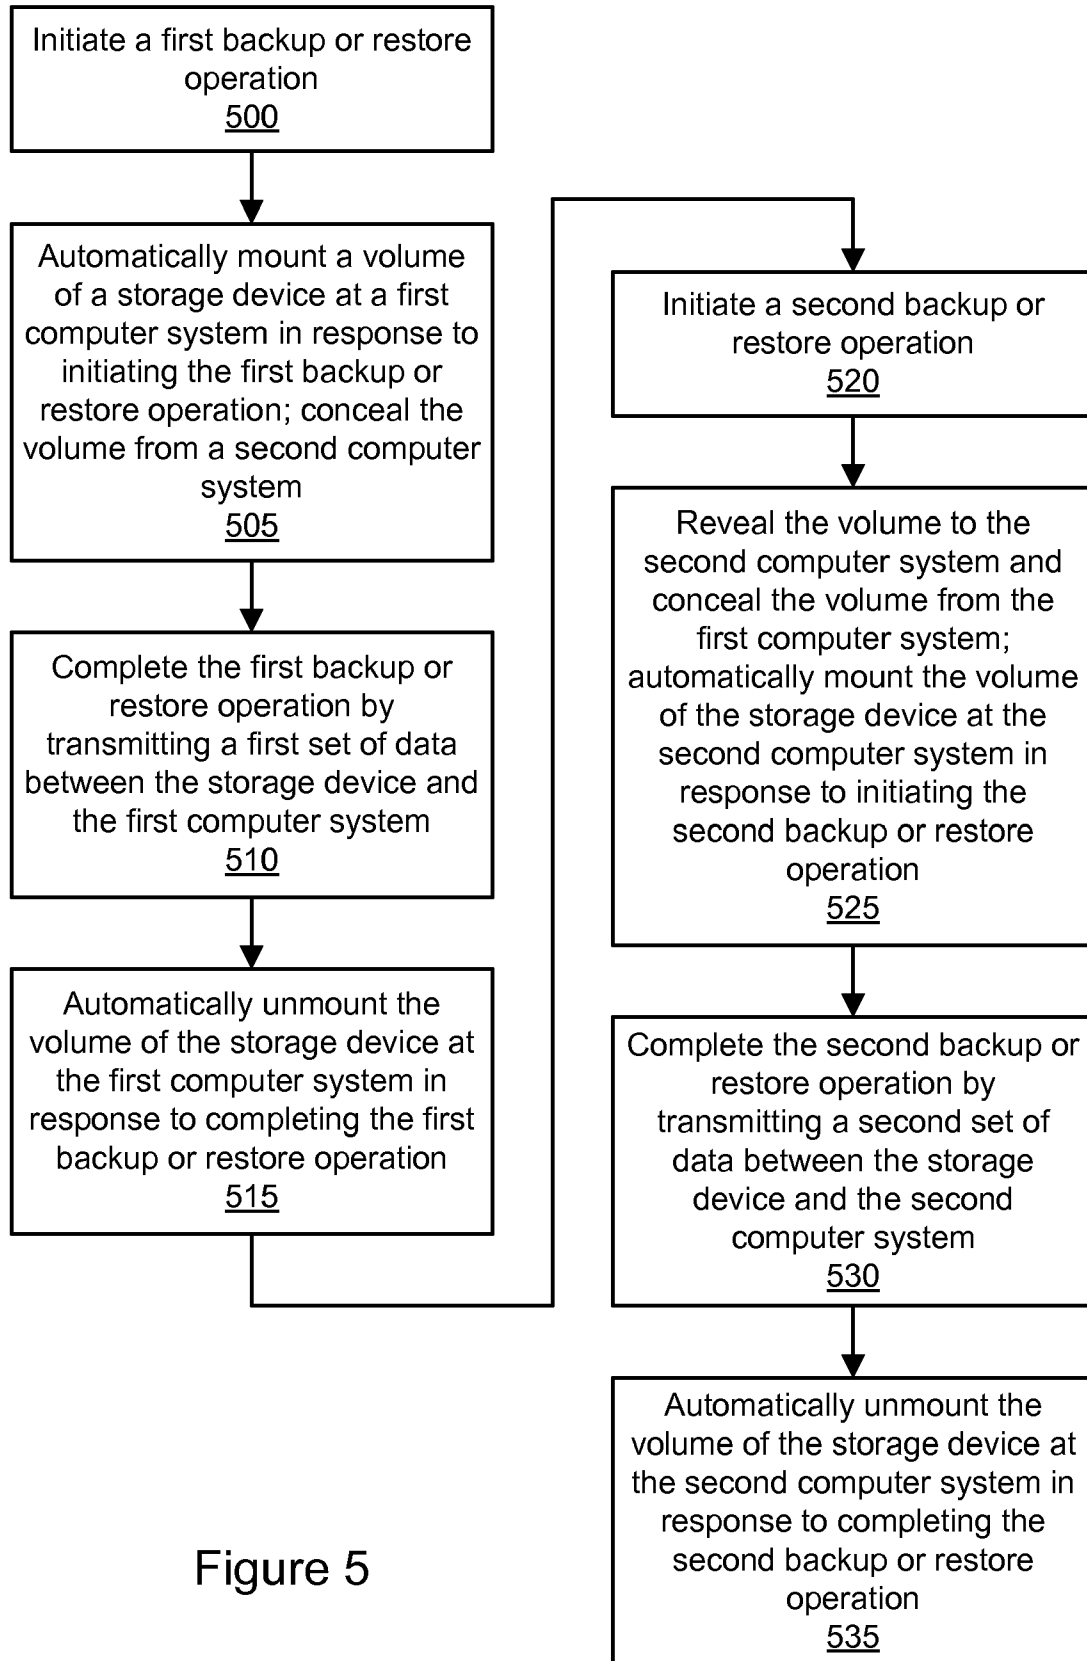 Initiate a first backup or restore
operation
500
Automatically mount a volume
of a storage device at a first
computer system in response to
initiating the first backup or
restore operation; conceal the
volume from a second computer
system
505
Complete the first backup or
restore operation by
transmitting a first set of data
between the storage device and
the first computer system
510
Automatically unmount the
volume of the storage device at
the first computer system in
response to completing the first
backup or restore operation
515
Initiate a second backup or
restore operation
520
Reveal the volume to the
second computer system and
conceal the volume from the
first computer system;
automatically mount the volume
of the storage device at the
second computer system in
response to initiating the
second backup or restore
operation
525
Complete the second backup or
restore operation by
transmitting a second set of
data between the storage
device and the second
computer system
530
Automatically unmount the
volume of the storage device at
the second computer system in
response to completing the
second backup or restore
operation
535
Figure 5